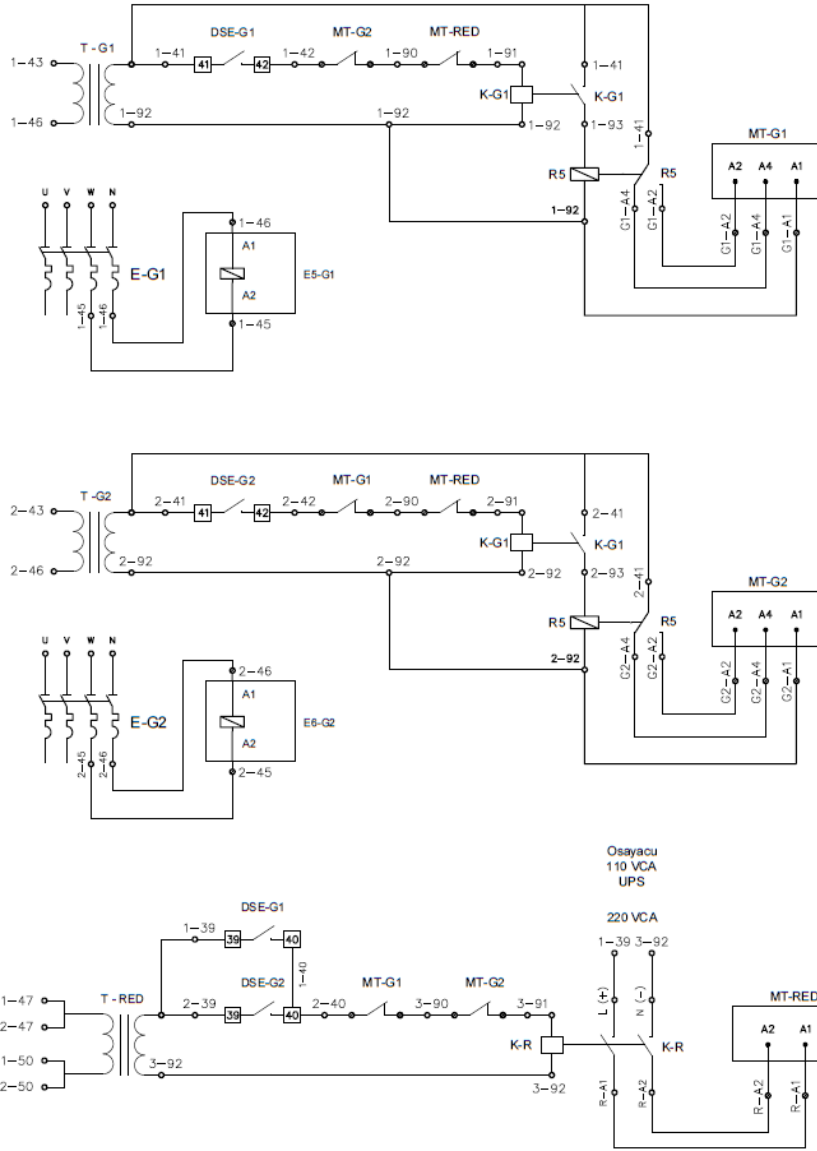 T - G1
DSE-G1
MT-G2
MT-RED
1-43
1-41
41
42
1-42
1-90
1-91
1-41
K-G1
K-G1
1-46
1-92
1-92
1-92
1-93
1-41
MT-G1
R5
R5
A2
A4
A1
1-92
G1-A4
G1-A2
G1-A2
G1-A4
G1-A1
U
V
W
N
1-46
A1
E-G1
E5-G1
A2
1-45
1-46
1-45
T -G2
DSE-G2
MT-G1
MT-RED
2-43
2-41
41
42
2-42
2-90
2-91
2-41
K-G1
K-G1
2-46
2-92
2-92
2-92
2-93
2-41
MT-G2
R5
R5
A2
A4
A1
2-92
G2-A4
G2-A2
G2-A2
G2-A4
G2-A1
U
V
W
N
2-46
A1
E-G2
E6-G2
A2
2-45
2-46
2-45
Osayacu
110 VCA
UPS
220 VCA
DSE-G1
1-39
39
40
1-39
3-92
1-40
1-47
T - RED
DSE-G2
MT-G1
MT-G2
L (+)
N (-)
MT-RED
2-47
2-39
39
40
2-40
3-90
3-91
A2
A1
1-50
3-92
K-R
K-R
2-50
3-92
R-A1
R-A2
R-A2
R-A1